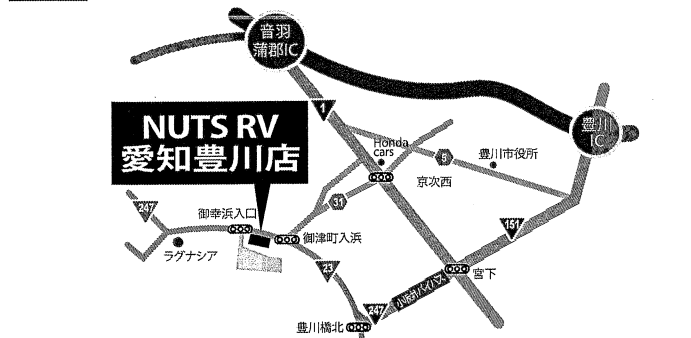 音羽
蒲郡IC
豊川
IC
NUTS RV
愛知豊川店
1
Honda
cars
5
豊川市役所
京次西
31
247
御幸浜入口
御津町入浜
ラグナシア
23
151
宮下
小坂井バイパス
247
豊川橋北